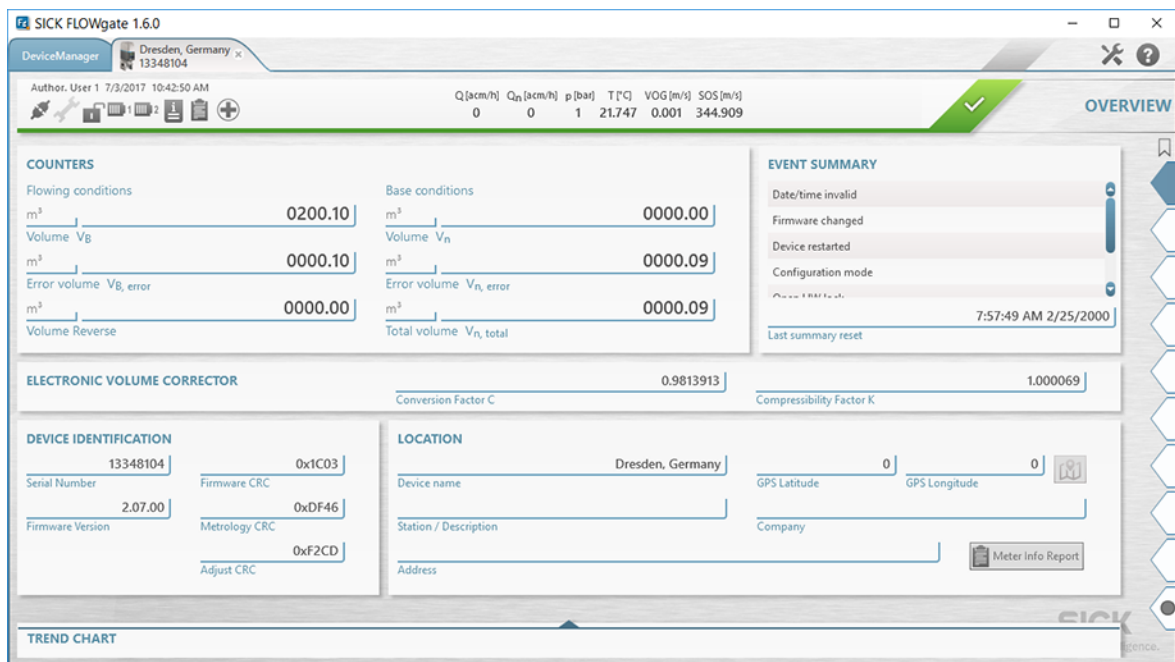 SICK FLOWgate 1.6.0
DeviceManager
Dresden, Germany
13348104
Author. User 1 7/3/2017 10:42:50 AM
1 2
Q [acm/h] Qn [acm/h] p [bar] T [°C] VOG [m/s] SOS [m/s]
0 0 1 21.747 0.001 344.909
OVERVIEW
COUNTERS
Flowing conditions
m³ 0200.10
Volume VB
m³ 0000.10
Error volume VB, error
m³ 0000.00
Volume Reverse
Base conditions
m³ 0000.00
Volume Vn
m³ 0000.09
Error volume Vn, error
m³ 0000.09
Total volume Vn, total
EVENT SUMMARY
Date/time invalid
Firmware changed
Device restarted
Configuration mode
Open HW lock
7:57:49 AM 2/25/2000
Last summary reset
ELECTRONIC VOLUME CORRECTOR
0.9813913
Conversion Factor C
1.000069
Compressibility Factor K
DEVICE IDENTIFICATION
13348104 0x1C03
Serial Number Firmware CRC
2.07.00 0xDF46
Firmware Version Metrology CRC
0xF2CD
Adjust CRC
LOCATION
Dresden, Germany 0 0
Device name GPS Latitude GPS Longitude
Station / Description Company
Address
Meter Info Report
SICK
TREND CHART